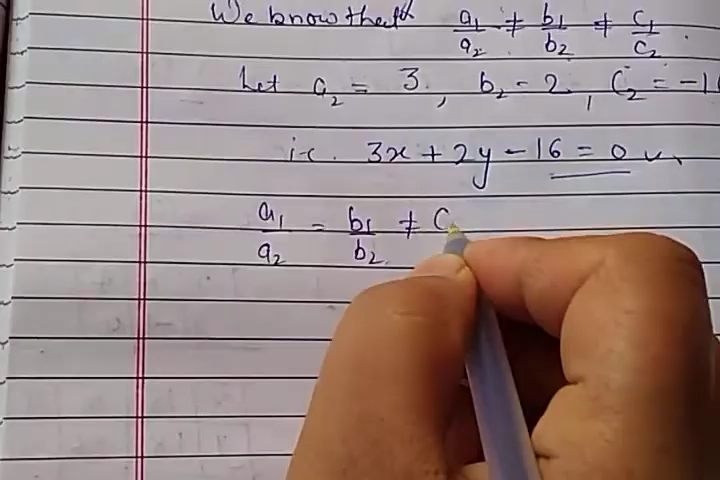 We know that a1/a2 ≠ b1/b2 ≠ c1/c2
Let a2 = 3, b2 = 2, C2 = -16
i.e. 3x + 2y - 16 = 0
a1/a2 = b1/b2 ≠ C